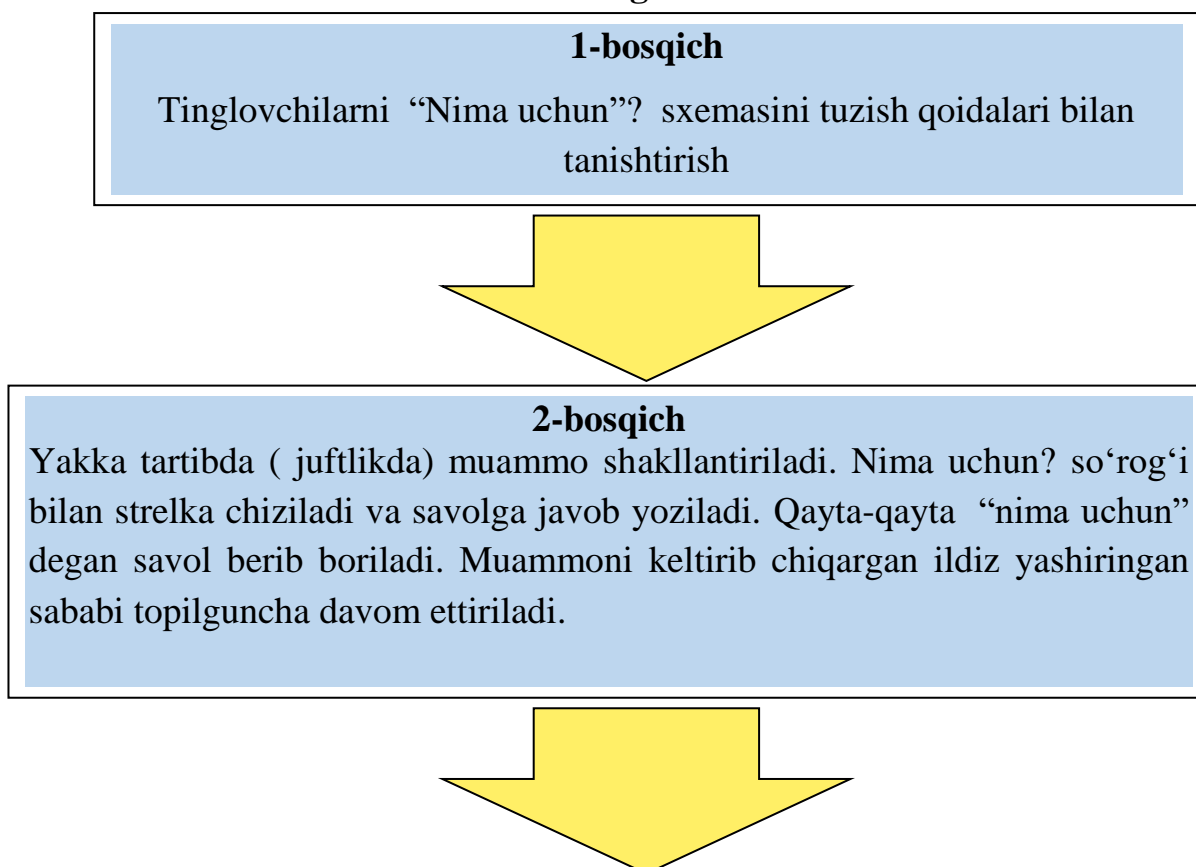 1-bosqich
Tinglovchilarni “Nima uchun”? sxemasini tuzish qoidalari bilan
tanishtirish
2-bosqich
Yakka tartibda ( juftlikda) muammo shakllantiriladi. Nima uchun? so‘rog‘i
bilan strelka chiziladi va savolga javob yoziladi. Qayta-qayta “nima uchun”
degan savol berib boriladi. Muammoni keltirib chiqargan ildiz yashiringan
sababi topilguncha davom ettiriladi.